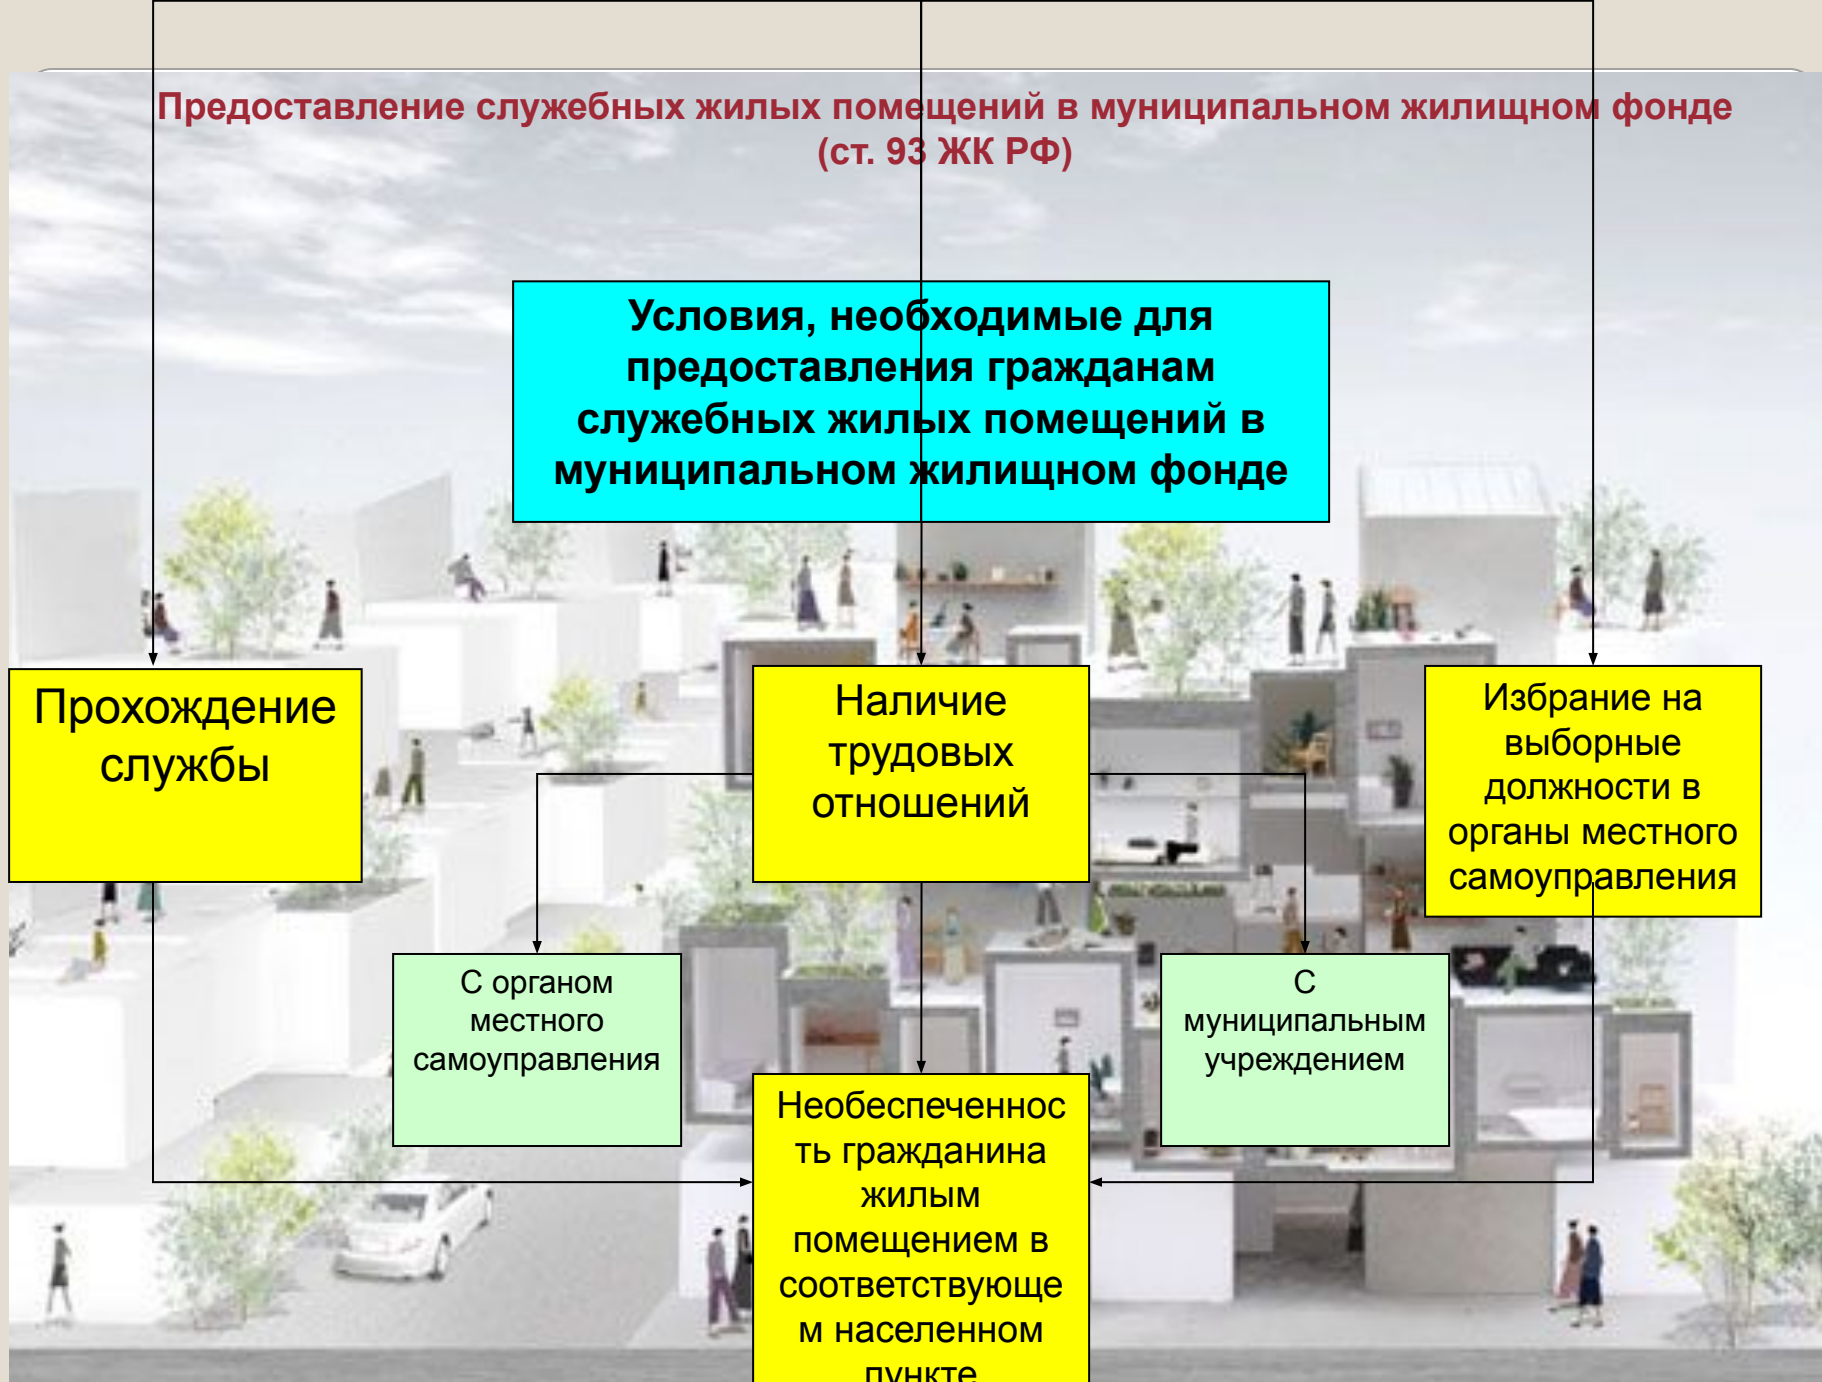 Предоставление служебных жилых помещений в муниципальном жилищном фонде
(ст. 93 ЖК РФ)
Условия, необходимые для
предоставления гражданам
служебных жилых помещений в
муниципальном жилищном фонде
Прохождение
службы
Наличие
трудовых
отношений
Избрание на
выборные
должности в
органы местного
самоуправления
С органом
местного
самоуправления
С
муниципальным
учреждением
Необеспеченнос
ть гражданина
жилым
помещением в
соответствующе
м населенном
пункте